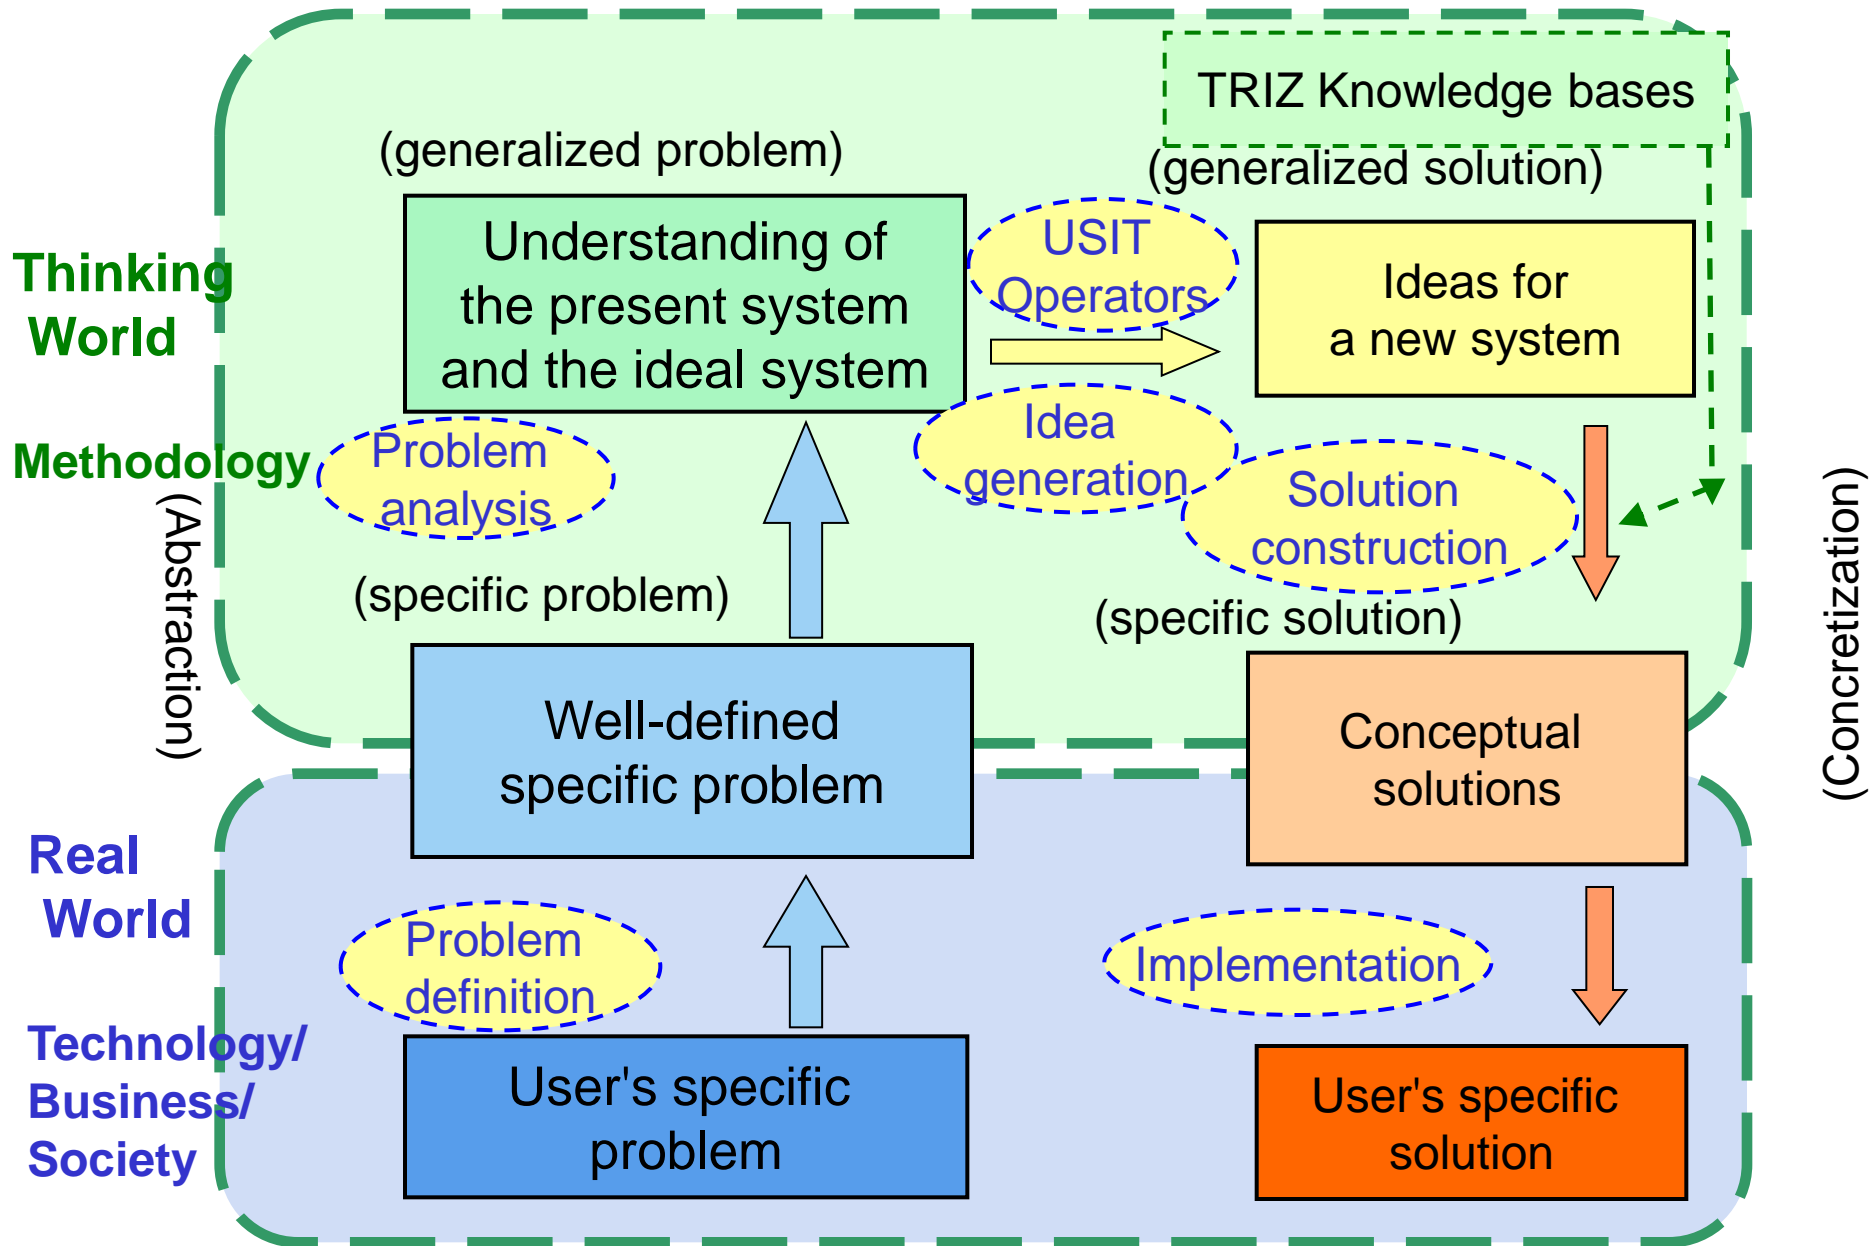 TRIZ Knowledge bases
(generalized problem)
(generalized solution)
Understanding of
the present system
and the ideal system
USIT
Operators
Ideas for
a new system
Thinking
World
Methodology
Problem
analysis
Idea
generation
Solution
construction
(Abstraction)
(Concretization)
(specific problem)
(specific solution)
Well-defined
specific problem
Conceptual
solutions
Real
World
Problem
definition
Implementation
Technology/
Business/
Society
User's specific
problem
User's specific
solution